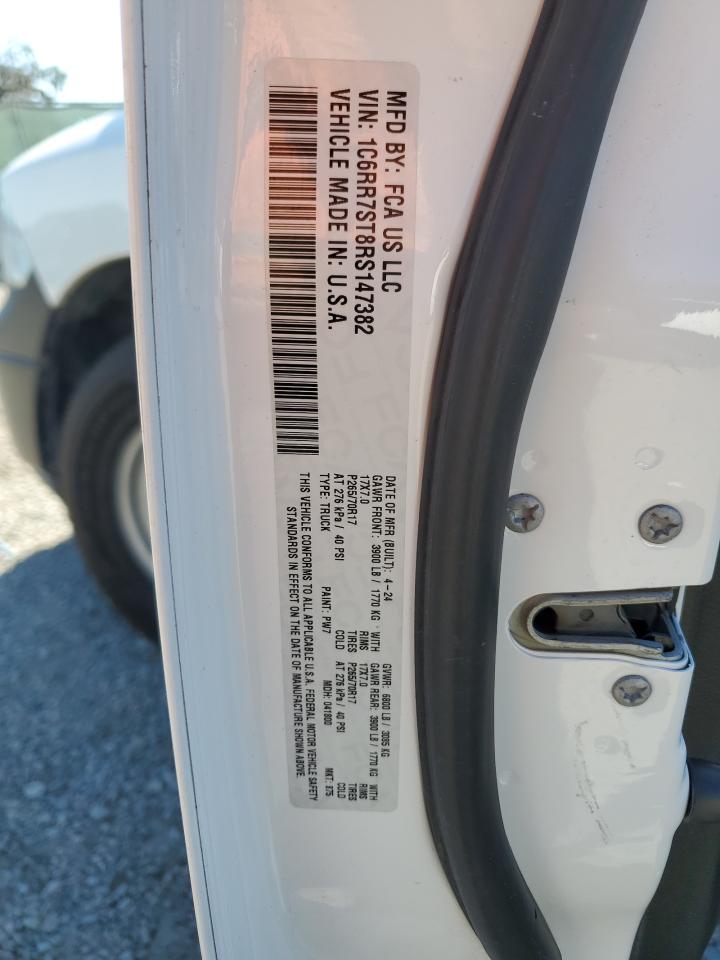 MFD BY: FCA US LLC
VIN: 1C6RR7ST8RS147382
VEHICLE MADE IN: U.S.A.
DATE OF MFR (BUILT): 4-24 GVWR: 6800 LB / 3085 KG
GAWR FRONT: 3900 LB / 1770 KG WITH GAWR REAR: 3900 LB / 1770 KG WITH
17X7.0 RIMS 17X7.0 RIMS
P265/70R17 TIRES P265/70R17 TIRES
AT 276 kPa / 40 PSI COLD AT 276 kPa / 40 PSI COLD
TYPE: TRUCK PAINT: PW7 MDH: 041800 MKT: 875
THIS VEHICLE CONFORMS TO ALL APPLICABLE U.S.A. FEDERAL MOTOR VEHICLE SAFETY
STANDARDS IN EFFECT ON THE DATE OF MANUFACTURE SHOWN ABOVE.